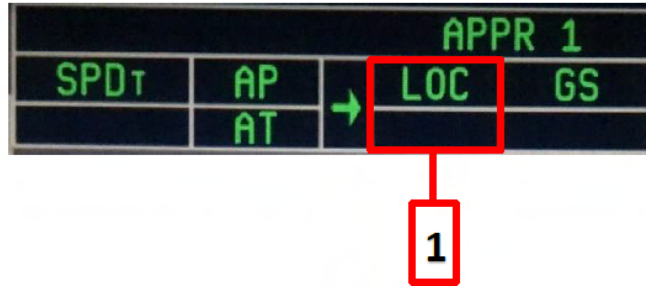 APPR 1
SPDT AP → LOC GS
AT
1